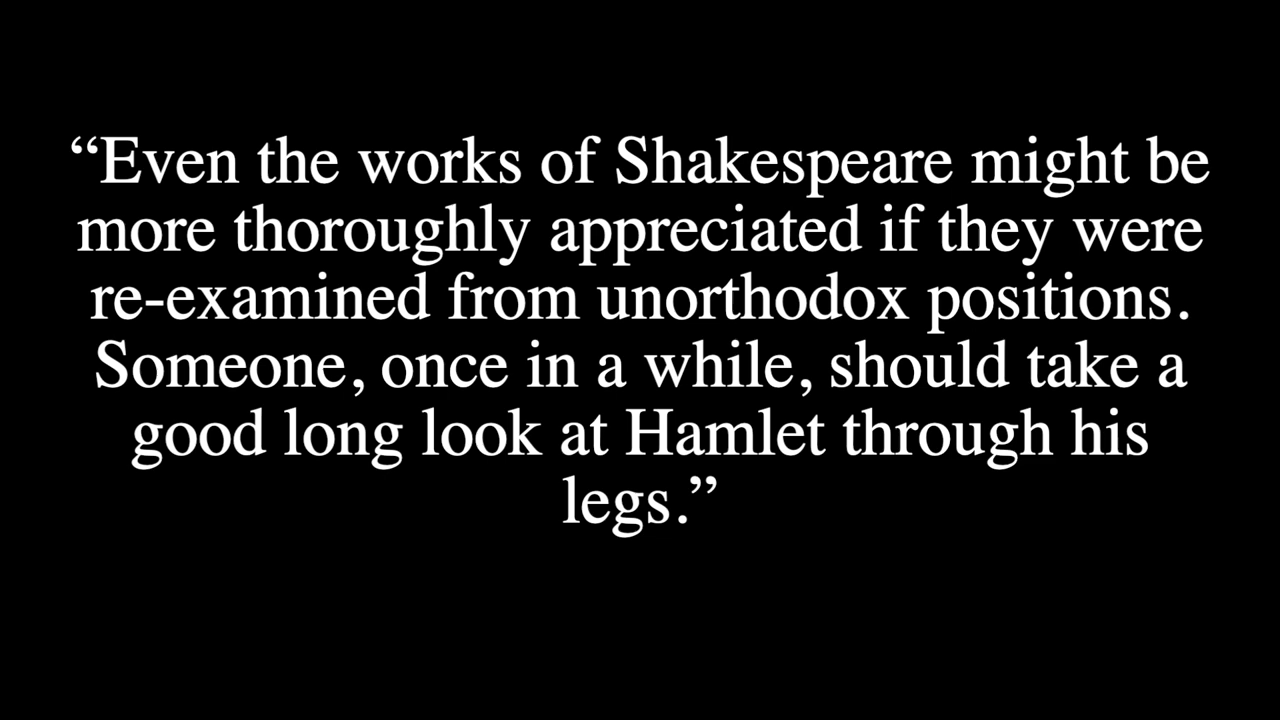 “Even the works of Shakespeare might be
more thoroughly appreciated if they were
re-examined from unorthodox positions.
Someone, once in a while, should take a
good long look at Hamlet through his
legs.”